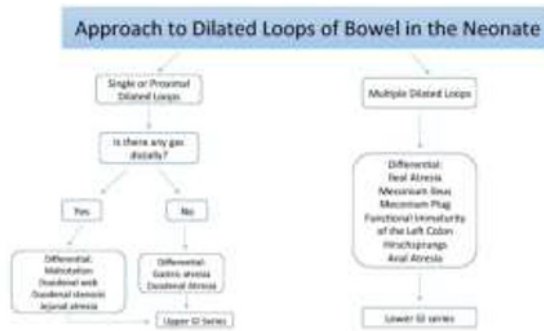 Approach to Dilated Loops of Bowel in the Neonate
Single or Proximal
Dilated Loops
Is there any gas
distally?
Yes
No
Differential:
Malrotation
Duodenal web
Duodenal stenosis
Jejunal atresia
Differential:
Gastric atresia
Duodenal Atresia
Upper GI Series
Multiple Dilated Loops
Differential:
Ileal Atresia
Meconium Ileus
Meconium Plug
Functional Immaturity
of the Left Colon
Hirschsprungs
Anal Atresia
Lower GI series